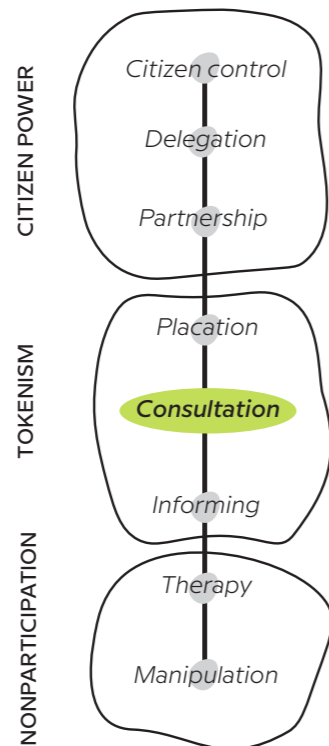 CITIZEN POWER
Citizen control
Delegation
Partnership
TOKENISM
Placation
Consultation
Informing
NONPARTICIPATION
Therapy
Manipulation